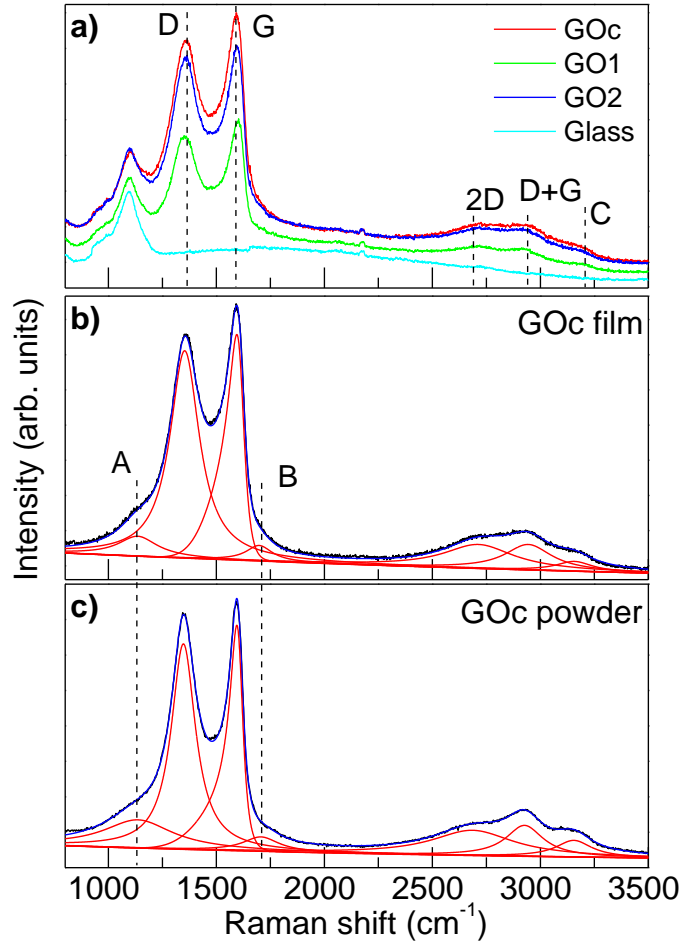 a)
D
G
GOc
GO1
GO2
Glass
2D
D+G
C
b)
GOc film
A
B
c)
GOc powder
Intensity (arb. units)
1000 1500 2000 2500 3000 3500
Raman shift (cm⁻¹)